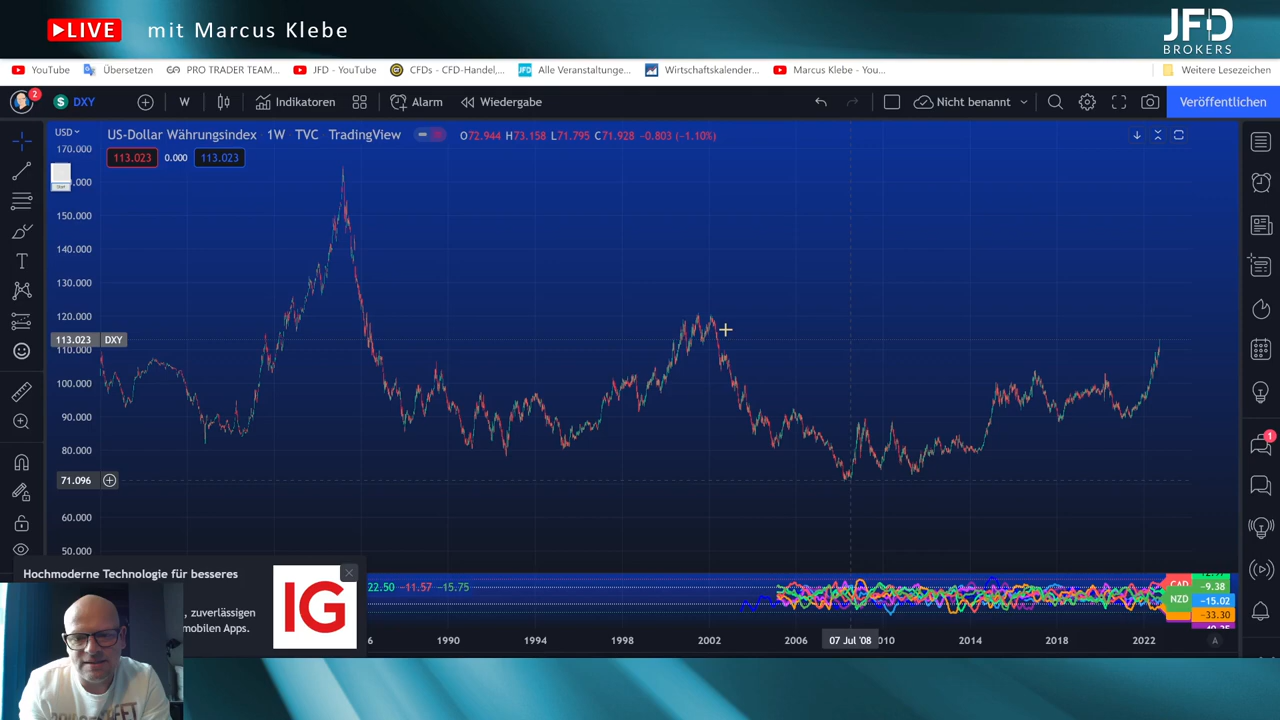 LIVE mit Marcus Klebe
JFD
BROKERS
YouTube Übersetzen PRO TRADER TEAM... JFD - YouTube CFDs - CFD-Handel,... Alle Veranstaltunge... Wirtschaftskalender... Marcus Klebe - You... Weitere Lesezeichen
2 DXY W Indikatoren Alarm Wiedergabe Nicht benannt Veröffentlichen
USD US-Dollar Währungsindex 1W TVC TradingView O72.944 H73.158 L71.795 C71.928 -0.803 (-1.10%)
170.000
113.023 0.000 113.023
150.000
140.000
130.000
120.000
113.023 DXY
110.000
100.000
90.000
80.000
71.096
60.000
50.000
Hochmoderne Technologie für besseres
zuverlässigen
mobilen Apps.
IG
22.50 -11.57 -15.75
CAD -9.38
NZD -15.02
-33.30
1990 1994 1998 2002 2006 07 Jul '08 2014 2018 2022 A
1